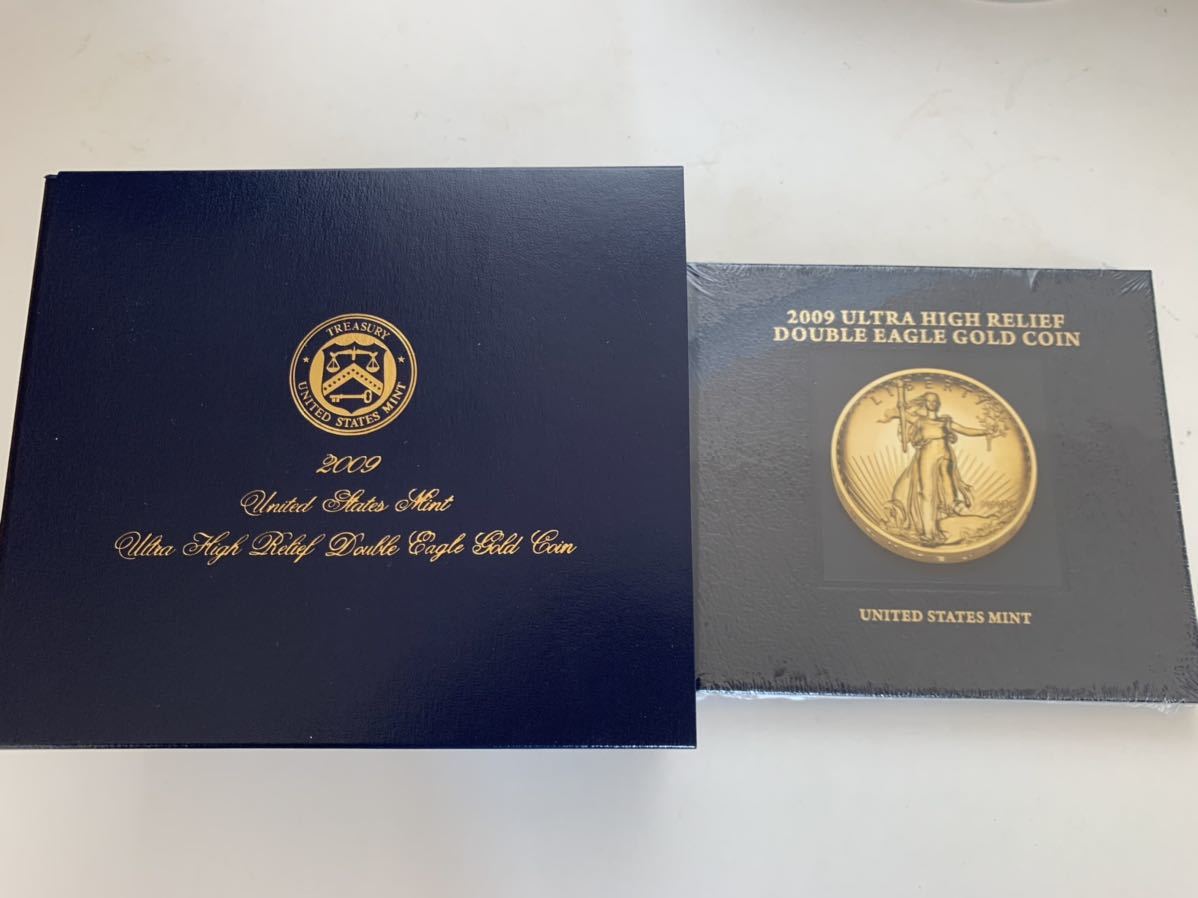 TREASURY
UNITED STATES MINT
2009
United States Mint
Ultra High Relief Double Eagle Gold Coin
2009 ULTRA HIGH RELIEF
DOUBLE EAGLE GOLD COIN
LIBERTY
UNITED STATES MINT